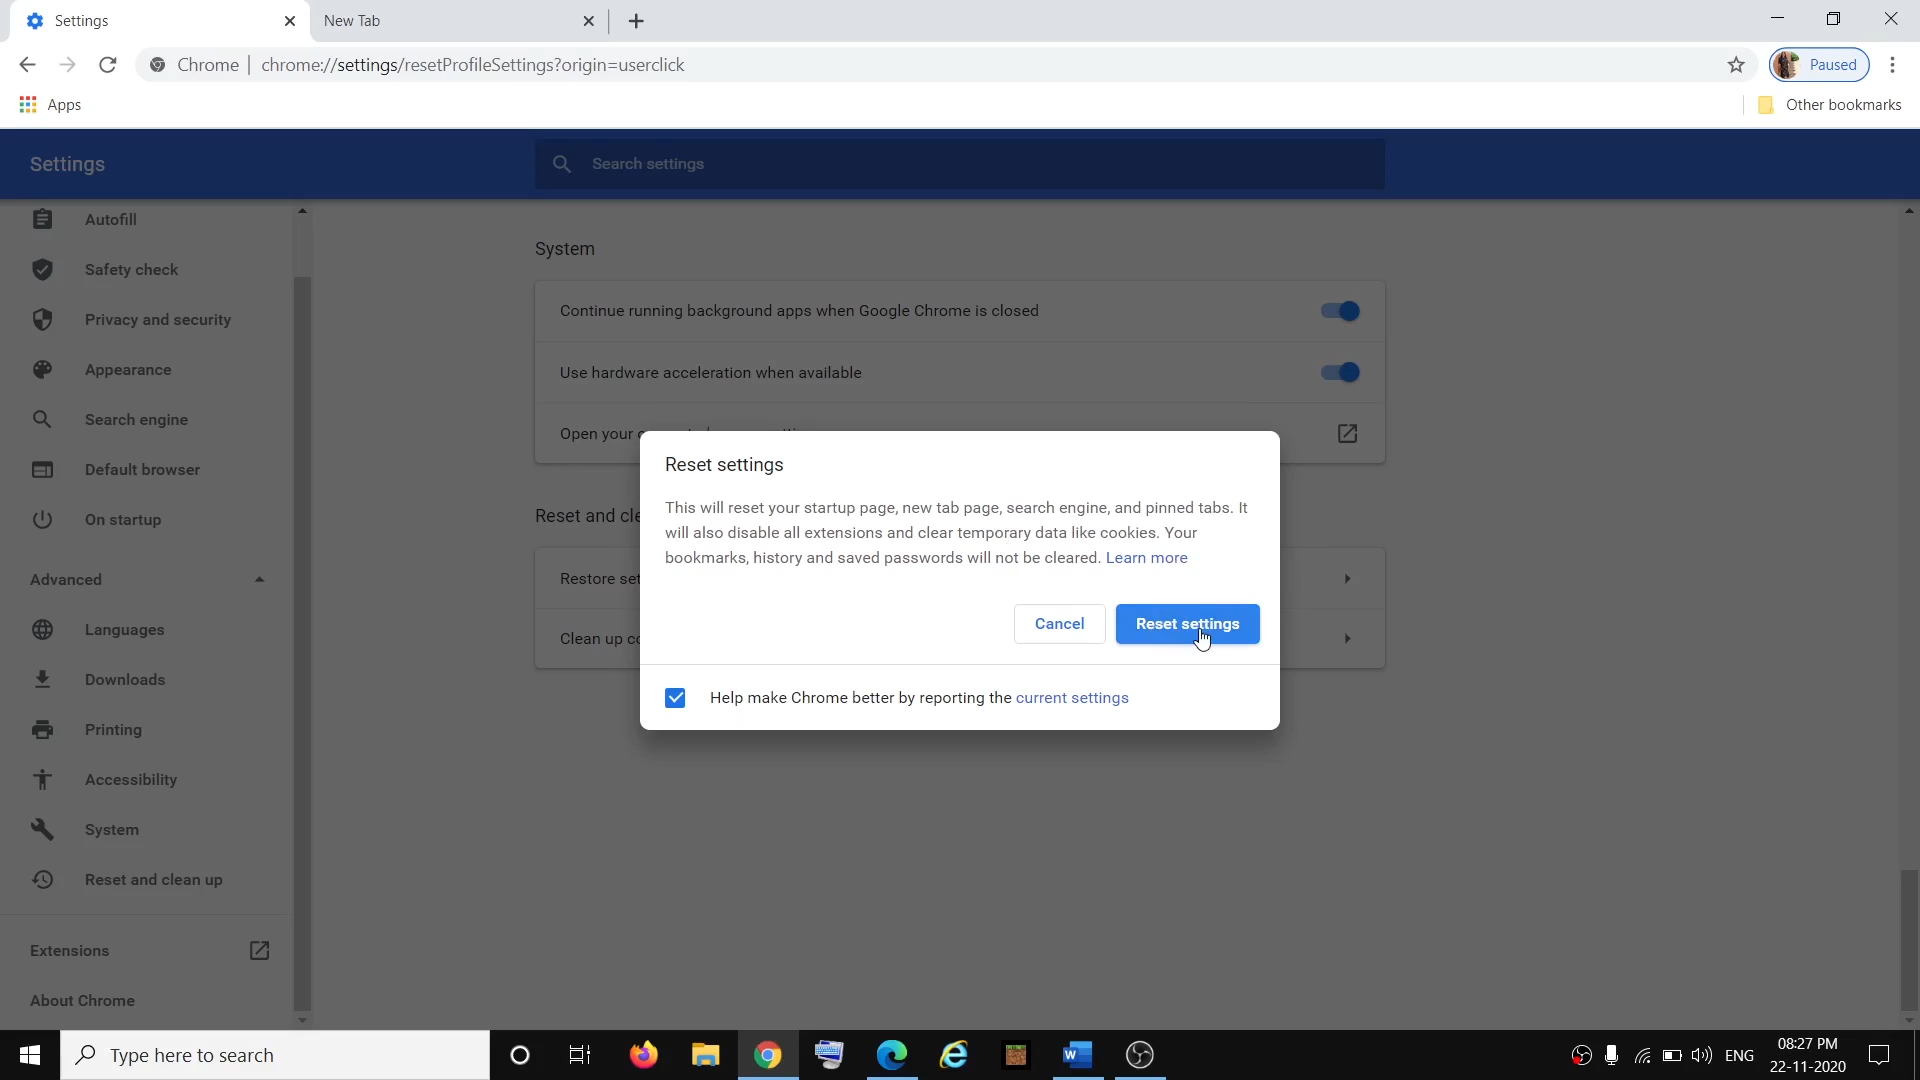 Settings
New Tab
Chrome
chrome://settings/resetProfileSettings?origin=userclick
Paused
Apps
Other bookmarks
Settings
Search settings
Autofill
Safety check
Privacy and security
Appearance
Search engine
Default browser
On startup
Advanced
Languages
Downloads
Printing
Accessibility
System
Reset and clean up
Extensions
About Chrome
System
Continue running background apps when Google Chrome is closed
Use hardware acceleration when available
Open your
Reset and cle
Restore set
Clean up co
Reset settings
This will reset your startup page, new tab page, search engine, and pinned tabs. It
will also disable all extensions and clear temporary data like cookies. Your
bookmarks, history and saved passwords will not be cleared. Learn more
Cancel
Reset settings
Help make Chrome better by reporting the current settings
Type here to search
ENG
08:27 PM
22-11-2020